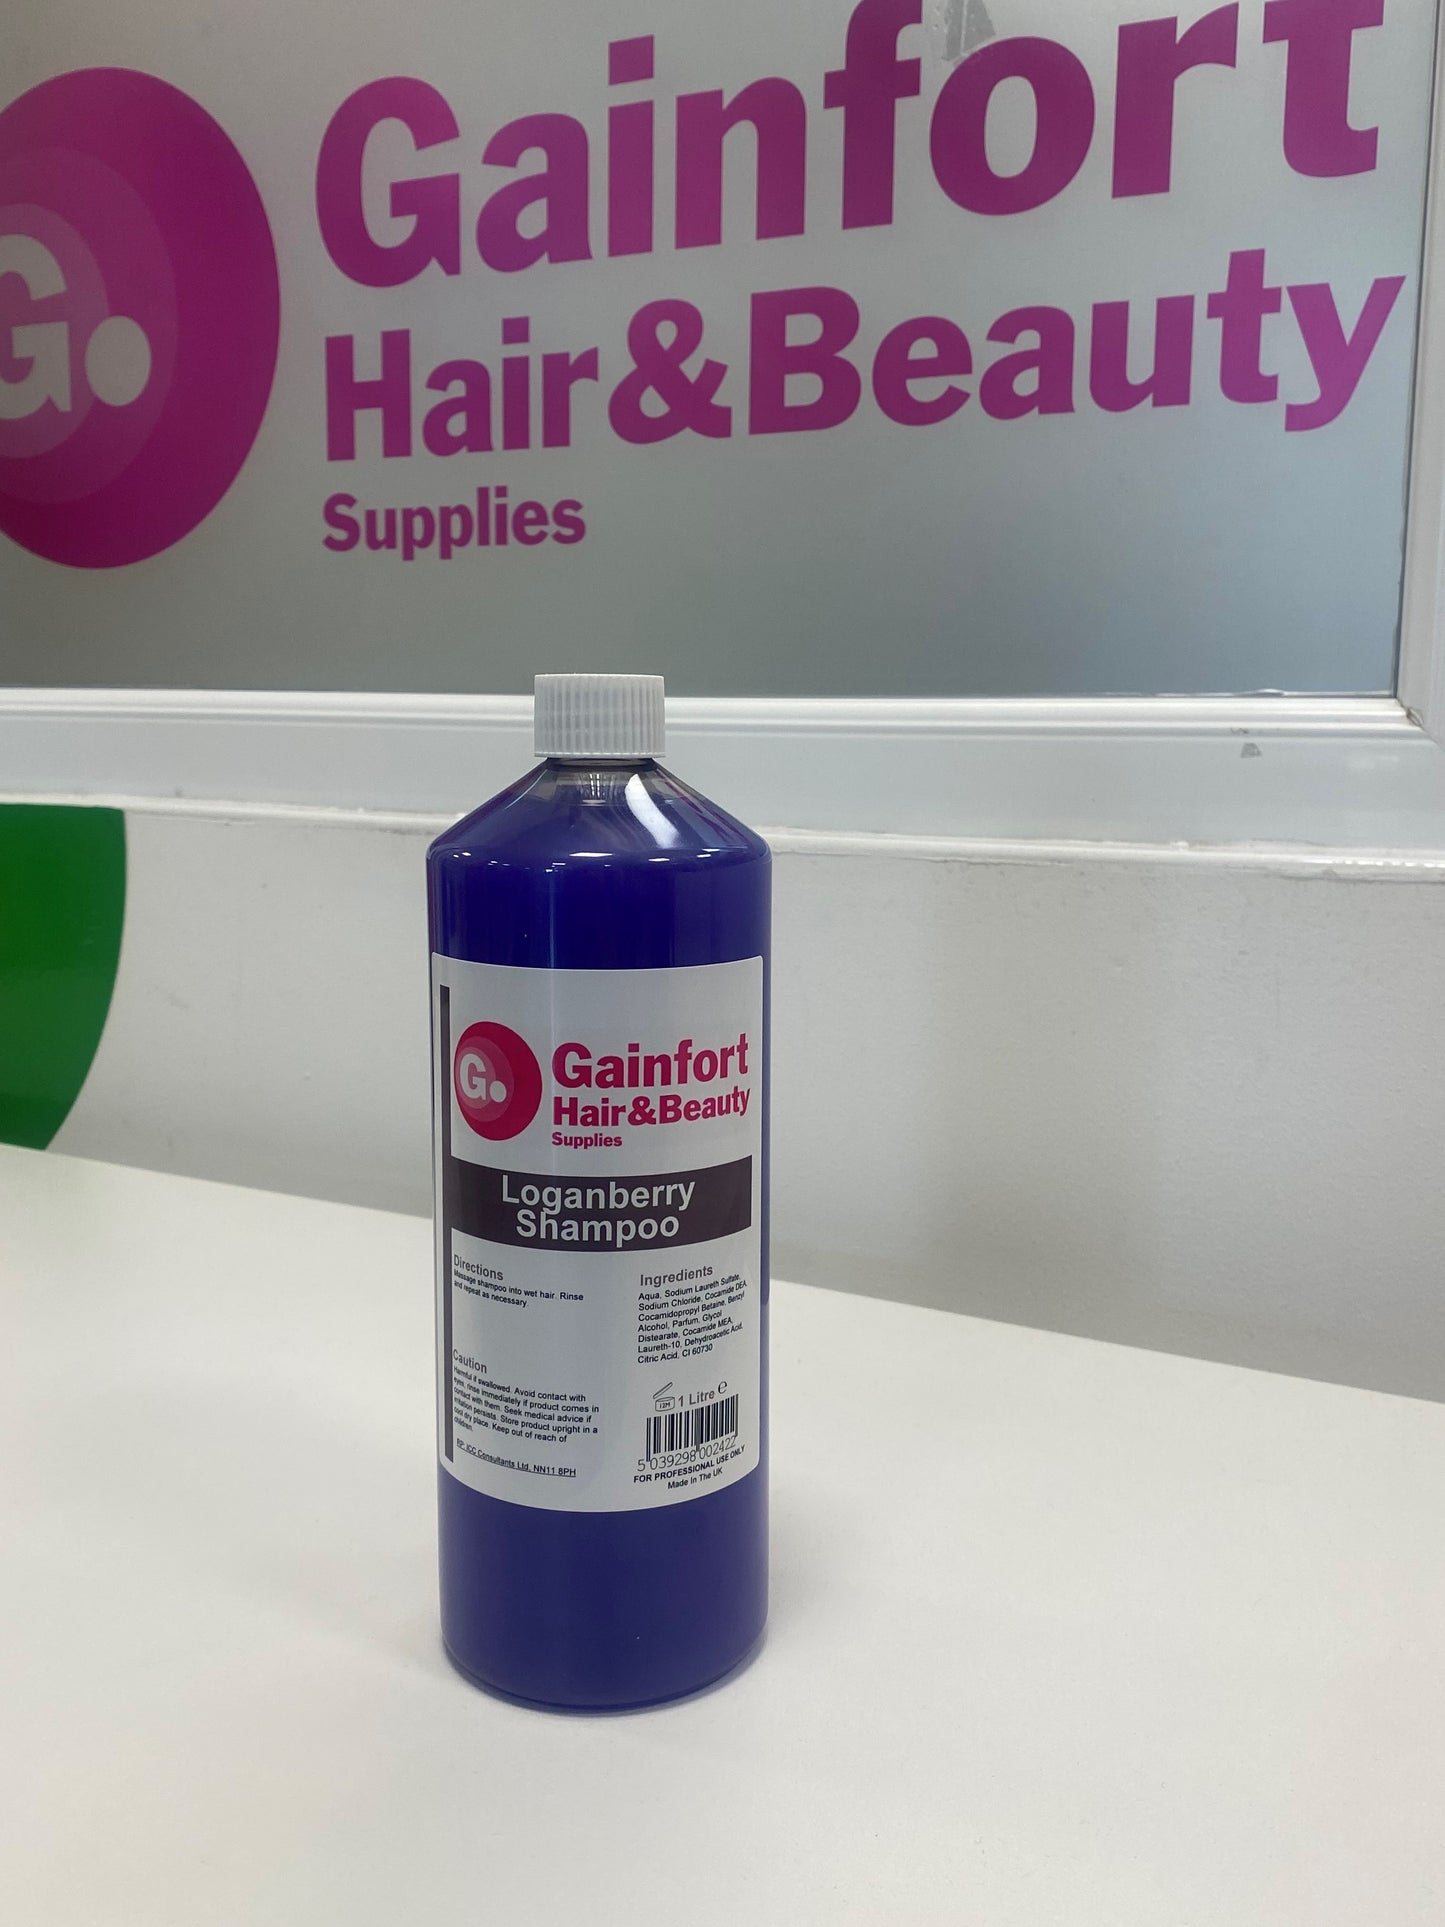 G.
Gainfort
Hair&Beauty
Supplies
G.
Gainfort
Hair&Beauty
Supplies
Loganberry
Shampoo
Directions
Massage shampoo into wet hair. Rinse
and repeat as necessary.
Ingredients
Aqua, Sodium Laureth Sulfate,
Sodium Chloride, Cocamide DEA,
Cocamidopropyl Betaine, Benzyl
Alcohol, Parfum, Glycol
Distearate, Cocamide MEA,
Laureth-10, Dehydroacetic Acid,
Citric Acid, CI 60730
Caution
Harmful if swallowed. Avoid contact with
eyes, rinse immediately if product comes in
contact with them. Seek medical advice if
irritation persists. Store product upright in a
cool dry place. Keep out of reach of
children.
RP: JCC Consultants Ltd, NN11 8PH
12M 1 Litre e
5 039298 002422
FOR PROFESSIONAL USE ONLY
Made In The UK